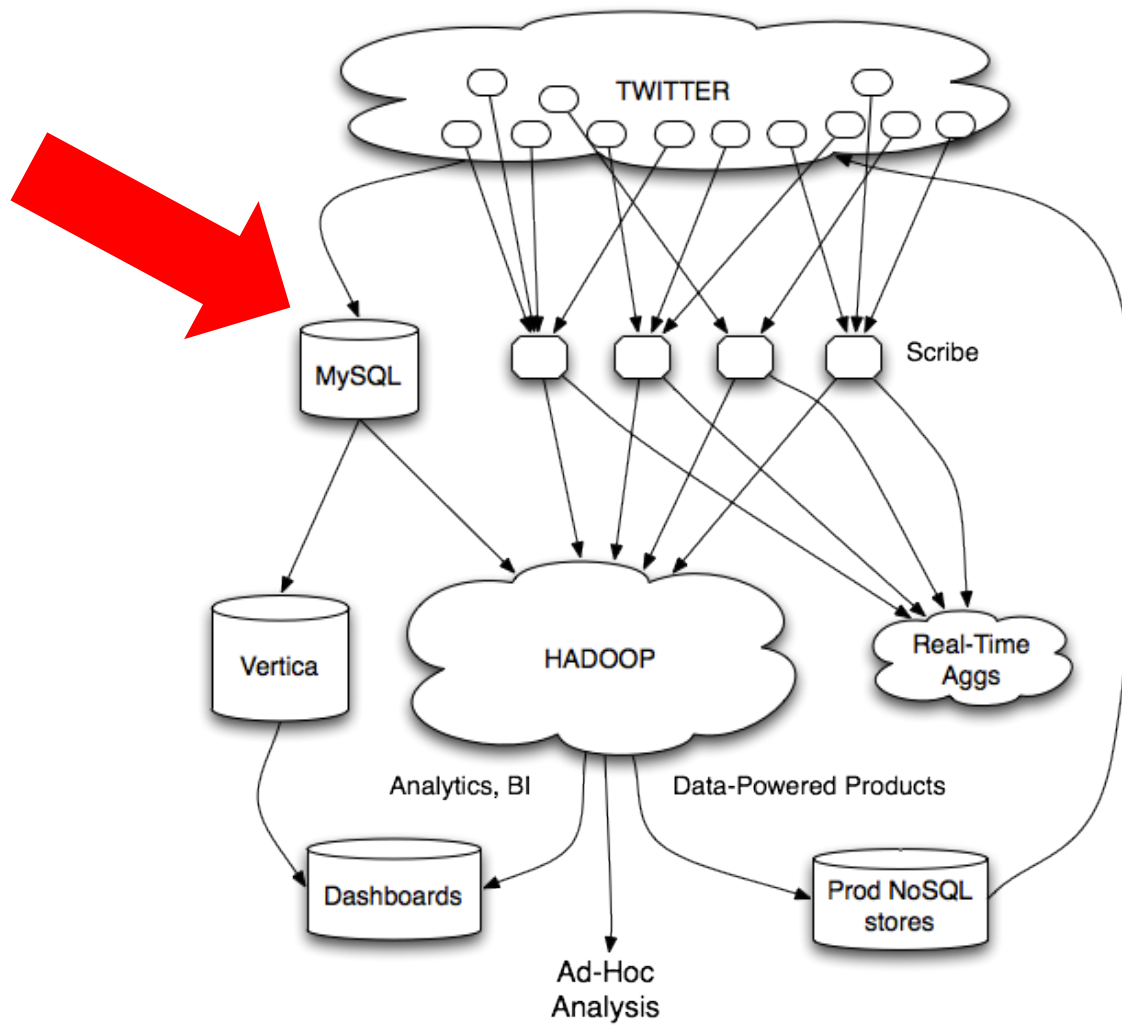 TWITTER
MySQL
Scribe
Vertica
HADOOP
Real-Time
Aggs
Analytics, BI
Data-Powered Products
Dashboards
Prod NoSQL
stores
Ad-Hoc
Analysis